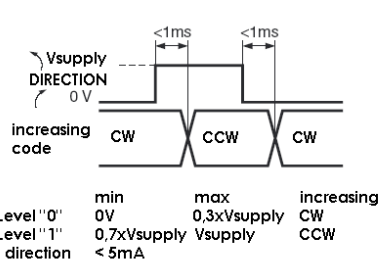 <1ms <1ms
Vsupply
DIRECTION
0 V
increasing code
CW CCW CW
min max increasing
Level "0" 0V 0,3xVsupply CW
Level "1" 0,7xVsupply Vsupply CCW
direction < 5mA